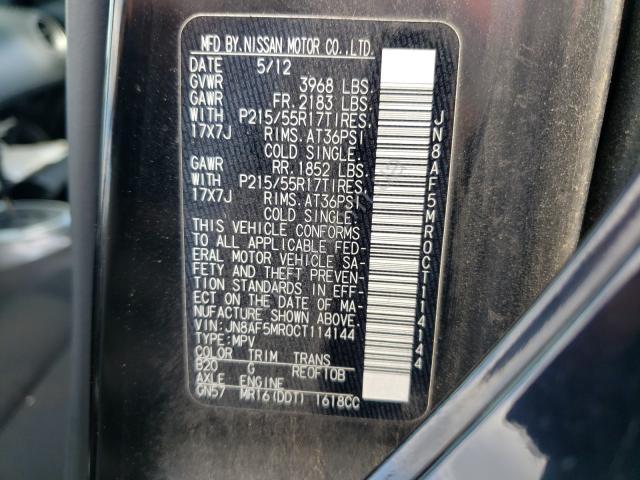 MFD BY.NISSAN MOTOR CO.,LTD.
DATE 5/12
GVWR 3968 LBS.
GAWR FR. 2183 LBS.
WITH P215/55R17TIRES.
17X7J RIMS. AT36PSI
COLD SINGLE.
GAWR RR. 1852 LBS.
WITH P215/55R17TIRES.
17X7J RIMS. AT36PSI
COLD SINGLE.
THIS VEHICLE CONFORMS
TO ALL APPLICABLE FED-
ERAL MOTOR VEHICLE SA-
FETY AND THEFT PREVEN-
TION STANDARDS IN EFF-
ECT ON THE DATE OF MA-
NUFACTURE SHOWN ABOVE.
VIN: JN8AF5MR0CT114144
TYPE:MPV
COLOR TRIM TRANS
B20 G RE0F10B
AXLE ENGINE
GN57 MR16(DDT) 1618CC
JN8AF5MR0CT114144